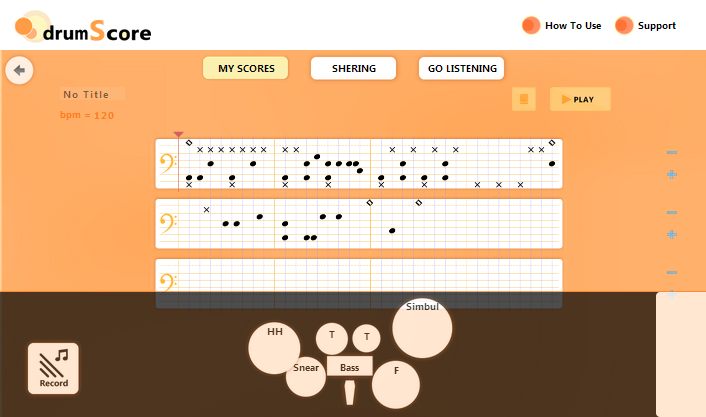 drumScore
How To Use
Support
MY SCORES
SHERING
GO LISTENING
No Title
bpm = 120
PLAY
Simbul
HH
T
T
Snear
Bass
F
Record